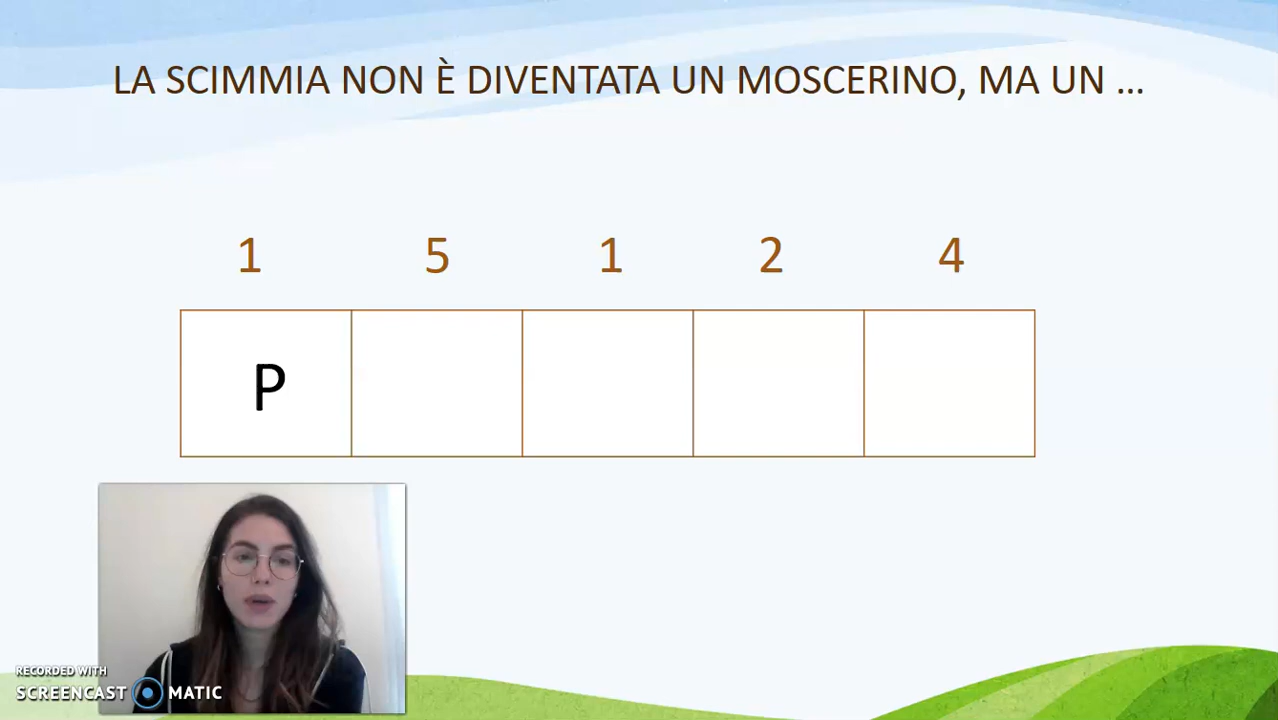 LA SCIMMIA NON È DIVENTATA UN MOSCERINO, MA UN ...
1 5 1 2 4
P
RECORDED WITH
SCREENCAST MATIC